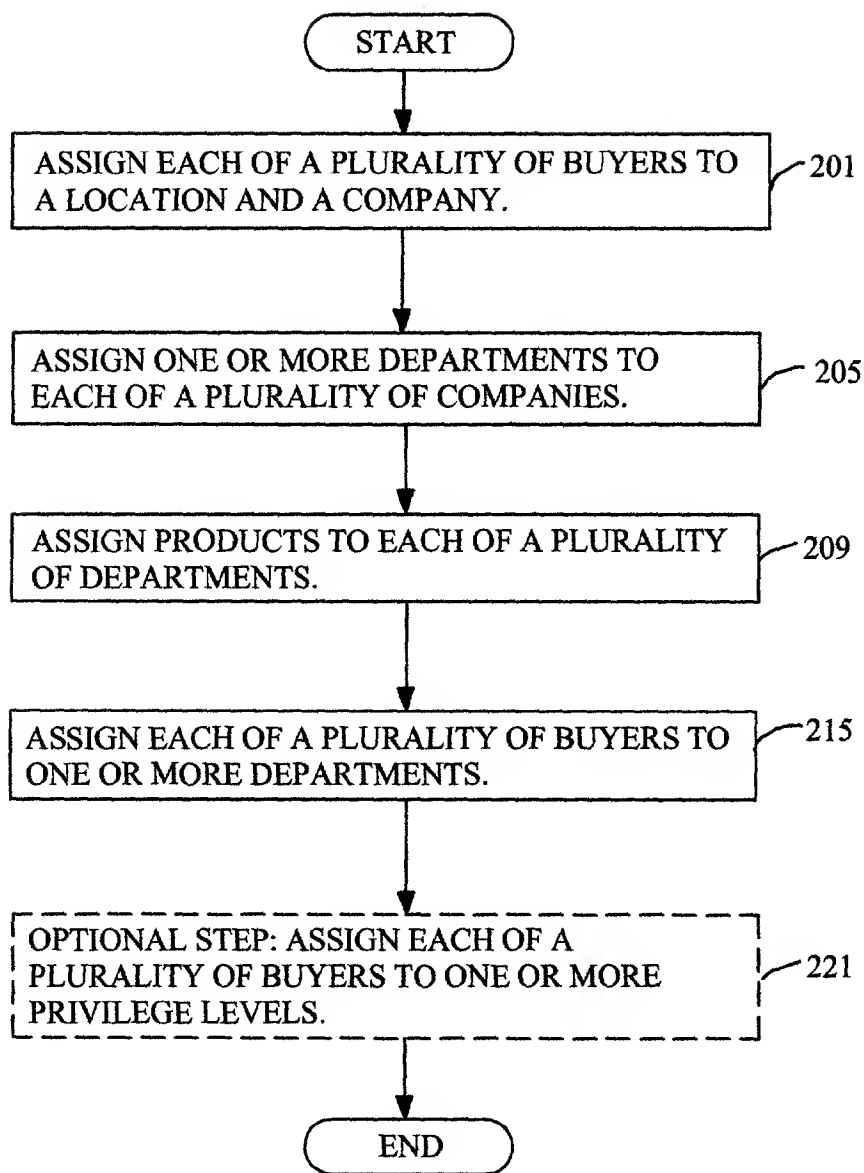 START
ASSIGN EACH OF A PLURALITY OF BUYERS TO
A LOCATION AND A COMPANY.
201
ASSIGN ONE OR MORE DEPARTMENTS TO
EACH OF A PLURALITY OF COMPANIES.
205
ASSIGN PRODUCTS TO EACH OF A PLURALITY
OF DEPARTMENTS.
209
ASSIGN EACH OF A PLURALITY OF BUYERS TO
ONE OR MORE DEPARTMENTS.
215
OPTIONAL STEP: ASSIGN EACH OF A
PLURALITY OF BUYERS TO ONE OR MORE
PRIVILEGE LEVELS.
221
END